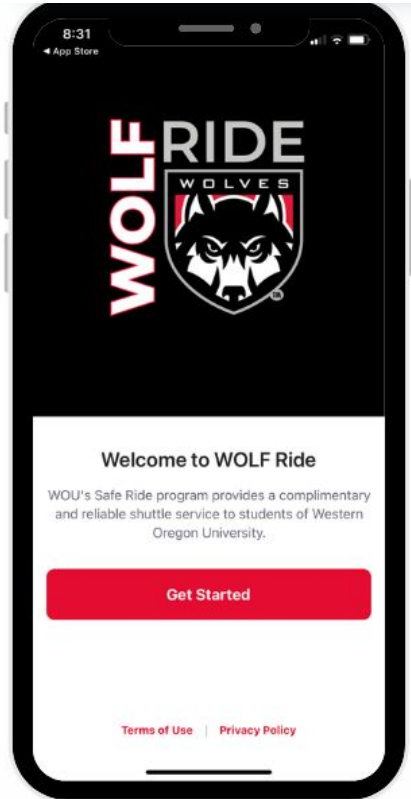 8:31
◀ App Store
WOLF
RIDE
WOLVES
TM
Welcome to WOLF Ride
WOU's Safe Ride program provides a complimentary
and reliable shuttle service to students of Western
Oregon University.
Get Started
Terms of Use | Privacy Policy